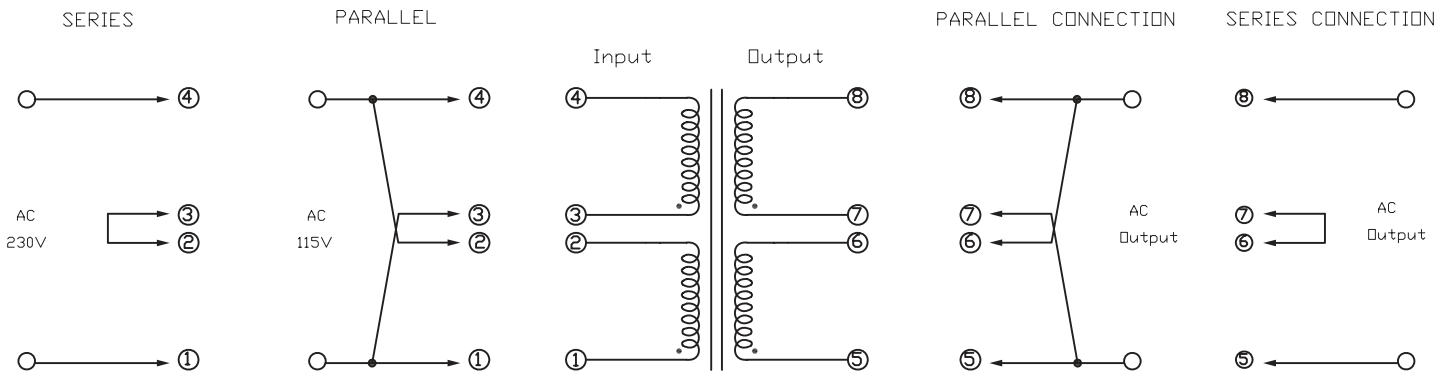 SERIES
PARALLEL
PARALLEL CONNECTION
SERIES CONNECTION
Input
Output
4
4
4
8
8
8
3
3
3
7
7
7
AC
230V
AC
115V
AC
Output
AC
Output
2
2
2
6
6
6
1
1
1
5
5
5